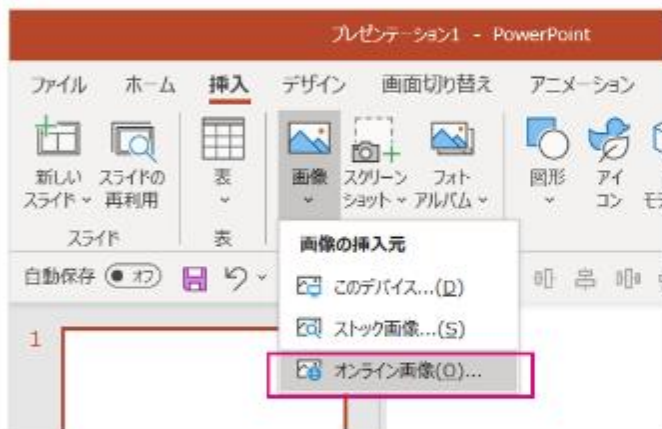 プレゼンテーション1 - PowerPoint
ファイル ホーム 挿入 デザイン 画面切り替え アニメーション
新しい
スライド
スライドの
再利用
表
画像
スクリーン
ショット
フォト
アルバム
図形
アイ
コン
スライド
表
画像の挿入元
自動保存 オフ
このデバイス...(D)
ストック画像...(S)
1
オンライン画像(O)...